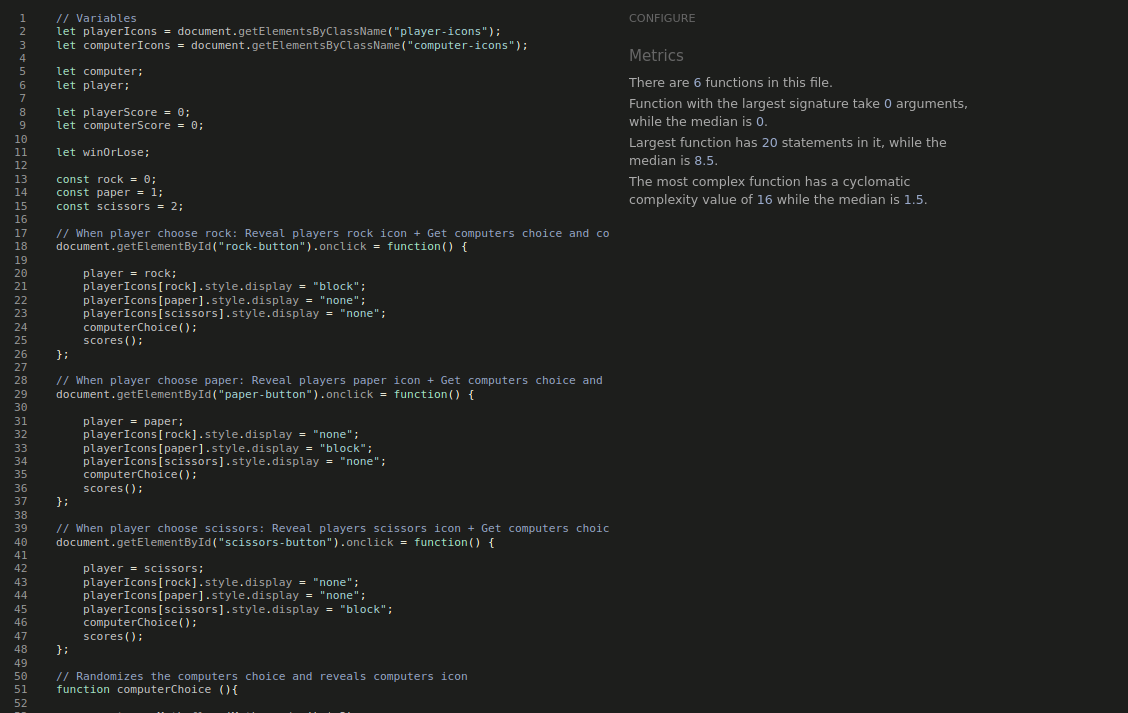 1 // Variables
2 let playerIcons = document.getElementsByClassName("player-icons");
3 let computerIcons = document.getElementsByClassName("computer-icons");
4
5 let computer;
6 let player;
7
8 let playerScore = 0;
9 let computerScore = 0;
10
11 let winOrLose;
12
13 const rock = 0;
14 const paper = 1;
15 const scissors = 2;
16
17 // When player choose rock: Reveal players rock icon + Get computers choice and co
18 document.getElementById("rock-button").onclick = function() {
19
20 player = rock;
21 playerIcons[rock].style.display = "block";
22 playerIcons[paper].style.display = "none";
23 playerIcons[scissors].style.display = "none";
24 computerChoice();
25 scores();
26 };
27
28 // When player choose paper: Reveal players paper icon + Get computers choice and
29 document.getElementById("paper-button").onclick = function() {
30
31 player = paper;
32 playerIcons[rock].style.display = "none";
33 playerIcons[paper].style.display = "block";
34 playerIcons[scissors].style.display = "none";
35 computerChoice();
36 scores();
37 };
38
39 // When player choose scissors: Reveal players scissors icon + Get computers choic
40 document.getElementById("scissors-button").onclick = function() {
41
42 player = scissors;
43 playerIcons[rock].style.display = "none";
44 playerIcons[paper].style.display = "none";
45 playerIcons[scissors].style.display = "block";
46 computerChoice();
47 scores();
48 };
49
50 // Randomizes the computers choice and reveals computers icon
51 function computerChoice (){
52
CONFIGURE
Metrics
There are 6 functions in this file.
Function with the largest signature take 0 arguments,
while the median is 0.
Largest function has 20 statements in it, while the
median is 8.5.
The most complex function has a cyclomatic
complexity value of 16 while the median is 1.5.